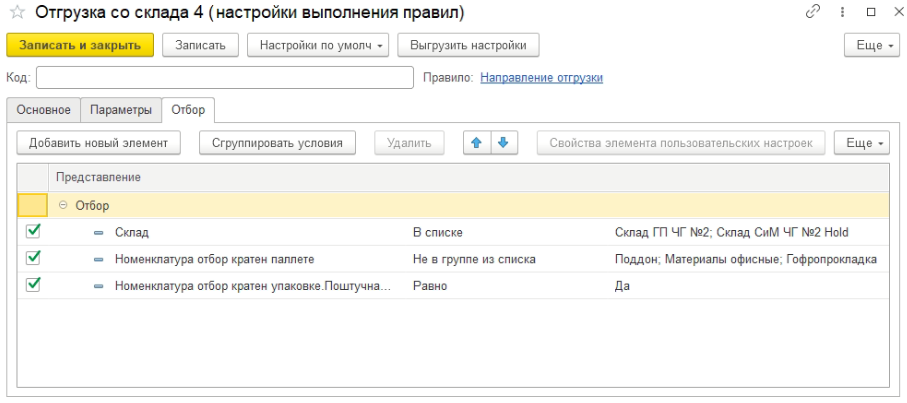 Отгрузка со склада 4 (настройки выполнения правил)
Записать и закрыть Записать Настройки по умолч Выгрузить настройки Еще
Код: Правило: Направление отгрузки
Основное Параметры Отбор
Добавить новый элемент Сгруппировать условия Удалить Свойства элемента пользовательских настроек Еще
Представление
Отбор
Склад В списке Склад ГП ЧГ №2; Склад СиМ ЧГ №2 Hold
Номенклатура отбор кратен паллете Не в группе из списка Поддон; Материалы офисные; Гофропрокладка
Номенклатура отбор кратен упаковке.Поштучна... Равно Да